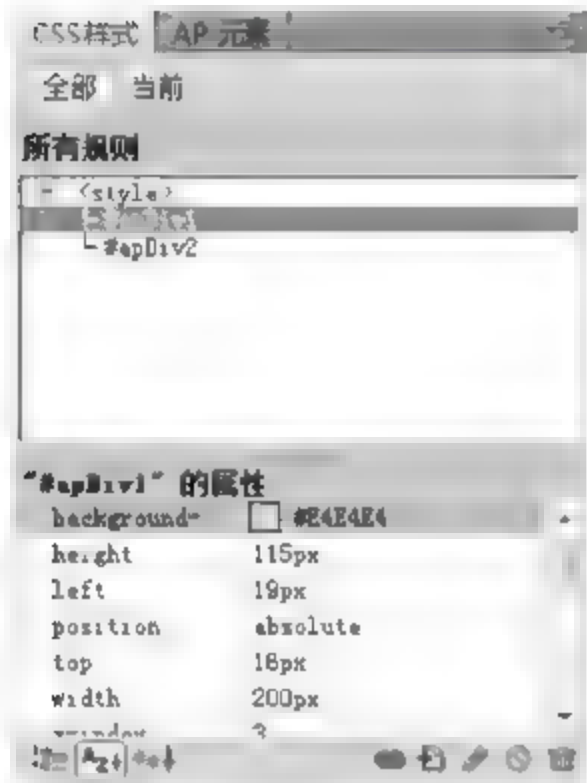 CSS样式 AP 元素
全部 当前
所有规则
<style>
#apDiv1
#apDiv2
"#apDiv1" 的属性
background- #E4E4E4
height 115px
left 19px
position absolute
top 16px
width 200px